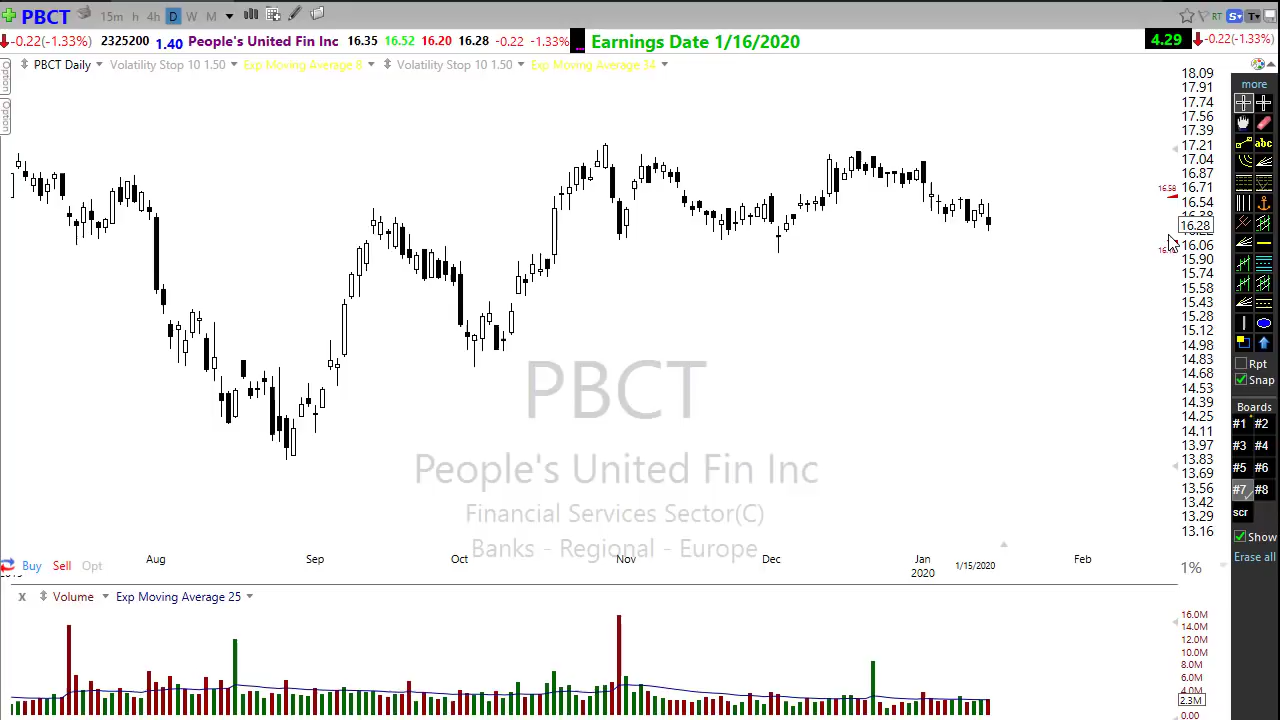 PBCT 15m h 4h D W M RT S T
-0.22(-1.33%) 2325200 1.40 People's United Fin Inc 16.35 16.52 16.20 16.28 -0.22 -1.33% Earnings Date 1/16/2020 4.29 -0.22(-1.33%)
Option
Option
PBCT Daily Volatility Stop 10 1.50 Exp Moving Average 8 Volatility Stop 10 1.50 Exp Moving Average 34
18.09
17.91
17.74
17.56
17.39
17.21
17.04
16.87
16.71
16.58
16.54
16.28
16.06
15.90
15.74
15.58
15.43
15.28
15.12
14.98
14.83
14.68
14.53
14.39
14.25
14.11
13.97
13.83
13.69
13.56
13.42
13.29
13.16
more
abc
Rpt
Snap
Boards
#1 #2
#3 #4
#5 #6
#7 #8
scr
Show
Erase all
PBCT
People's United Fin Inc
Financial Services Sector(C)
Banks - Regional - Europe
Aug Sep Oct Nov Dec Jan Feb
2020 1/15/2020
Buy Sell Opt 1%
x Volume Exp Moving Average 25
16.0M
14.0M
12.0M
10.0M
8.0M
6.0M
4.0M
2.3M
0.00